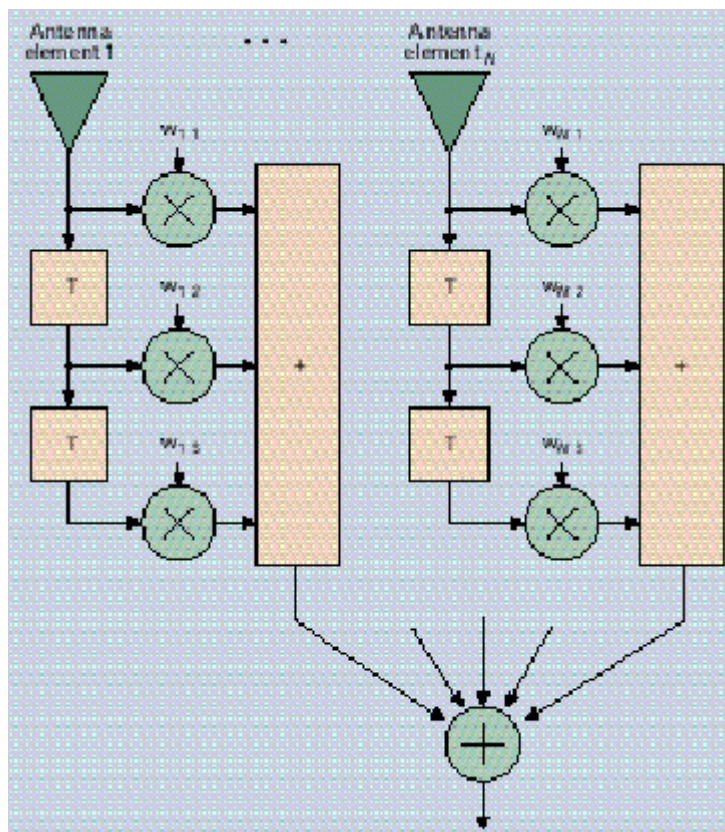 Antenna
element 1
. . .
Antenna
element N
w1 1
wN 1
T
T
w1 2
wN 2
+
+
T
T
w1 3
wN 3
+